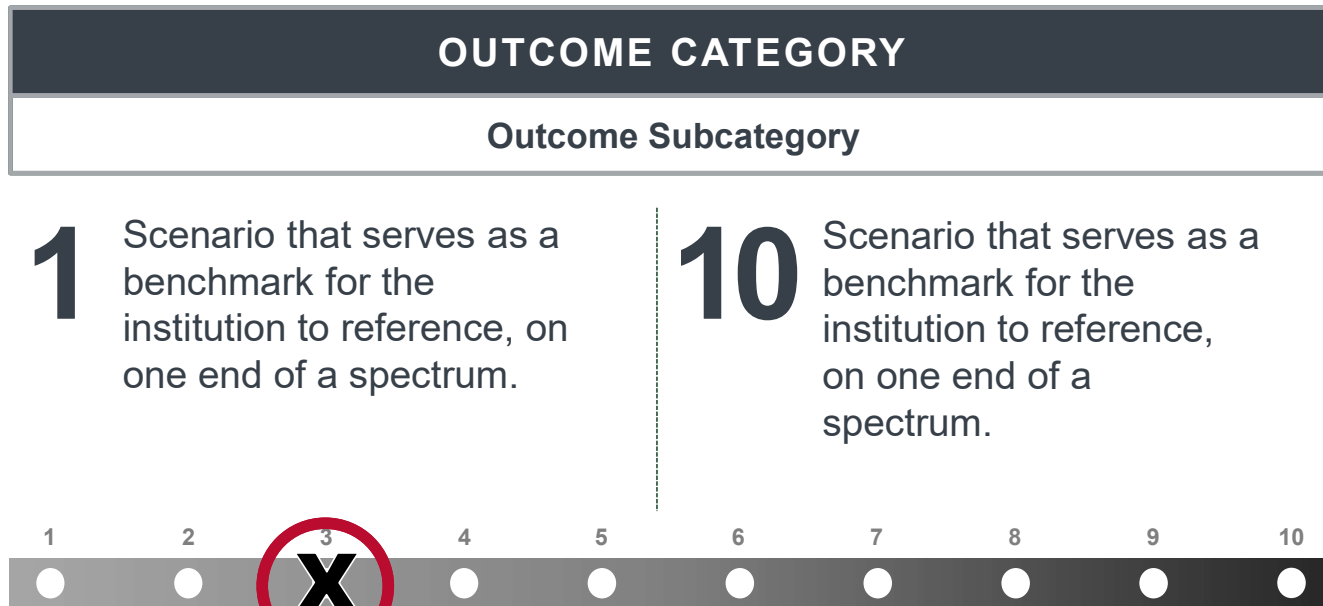 OUTCOME CATEGORY
Outcome Subcategory
1
Scenario that serves as a
benchmark for the
institution to reference, on
one end of a spectrum.
10
Scenario that serves as a
benchmark for the
institution to reference,
on one end of a
spectrum.
1 2 3 4 5 6 7 8 9 10
X